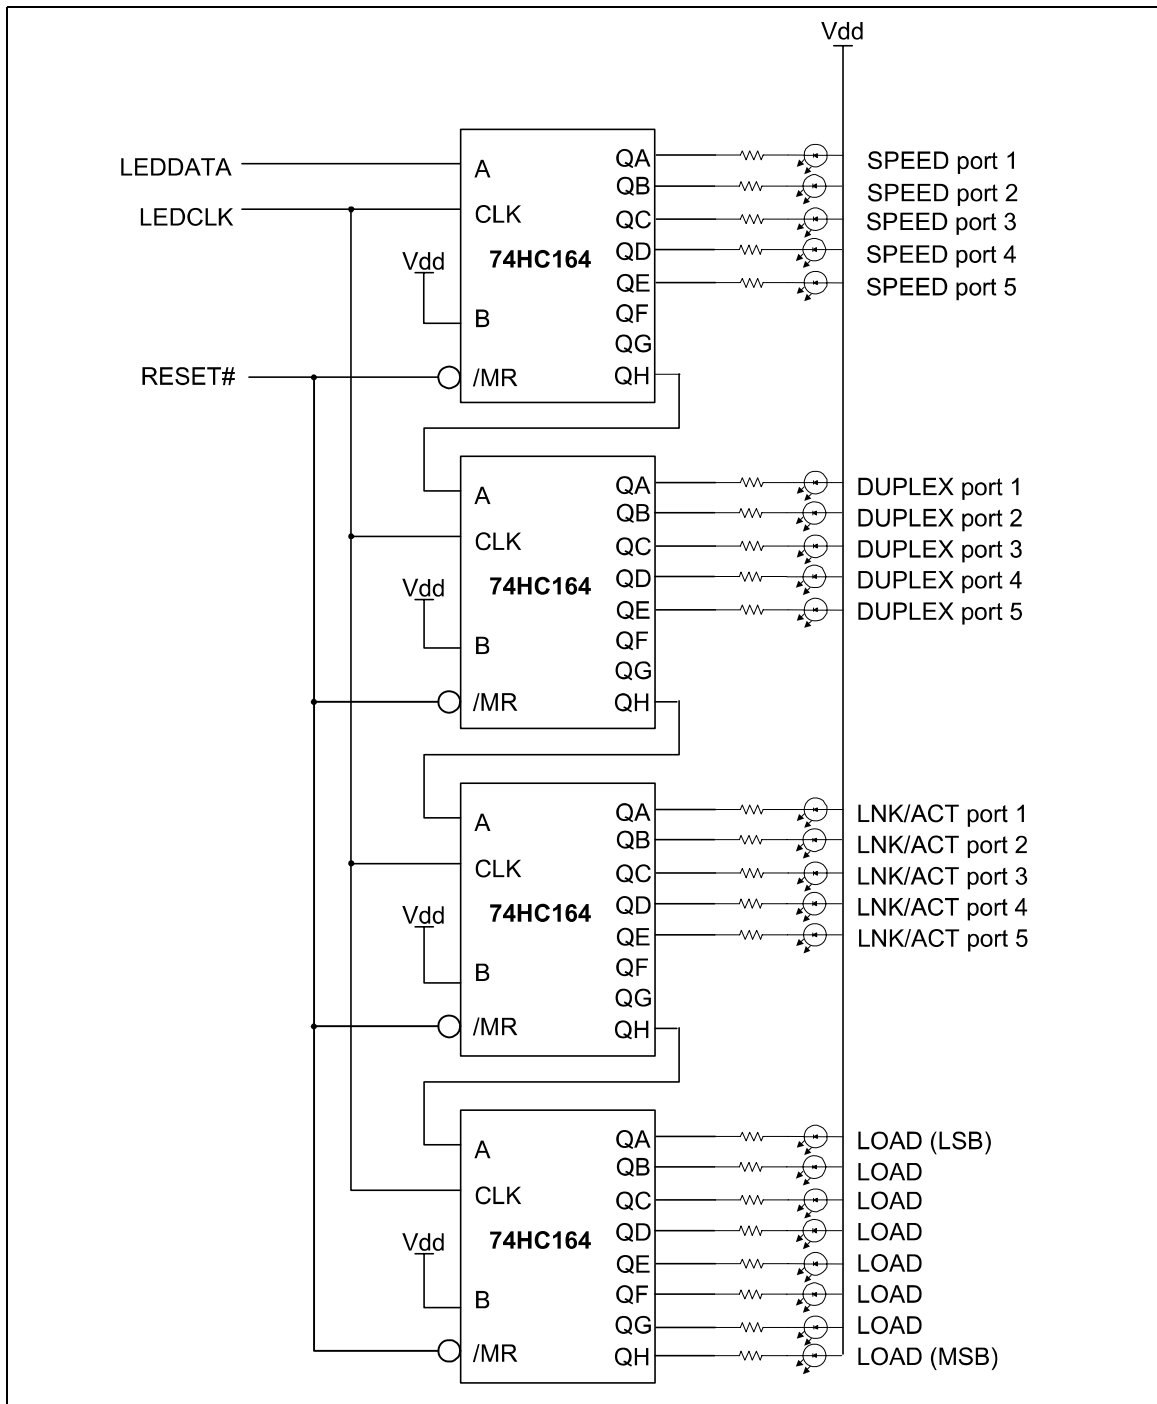 Vdd
LEDDATA
LEDCLK
Vdd
RESET#
A
CLK
74HC164
B
/MR
QA
QB
QC
QD
QE
QF
QG
QH
SPEED port 1
SPEED port 2
SPEED port 3
SPEED port 4
SPEED port 5
Vdd
A
CLK
74HC164
B
/MR
QA
QB
QC
QD
QE
QF
QG
QH
DUPLEX port 1
DUPLEX port 2
DUPLEX port 3
DUPLEX port 4
DUPLEX port 5
Vdd
A
CLK
74HC164
B
/MR
QA
QB
QC
QD
QE
QF
QG
QH
LNK/ACT port 1
LNK/ACT port 2
LNK/ACT port 3
LNK/ACT port 4
LNK/ACT port 5
Vdd
A
CLK
74HC164
B
/MR
QA
QB
QC
QD
QE
QF
QG
QH
LOAD (LSB)
LOAD
LOAD
LOAD
LOAD
LOAD
LOAD
LOAD (MSB)